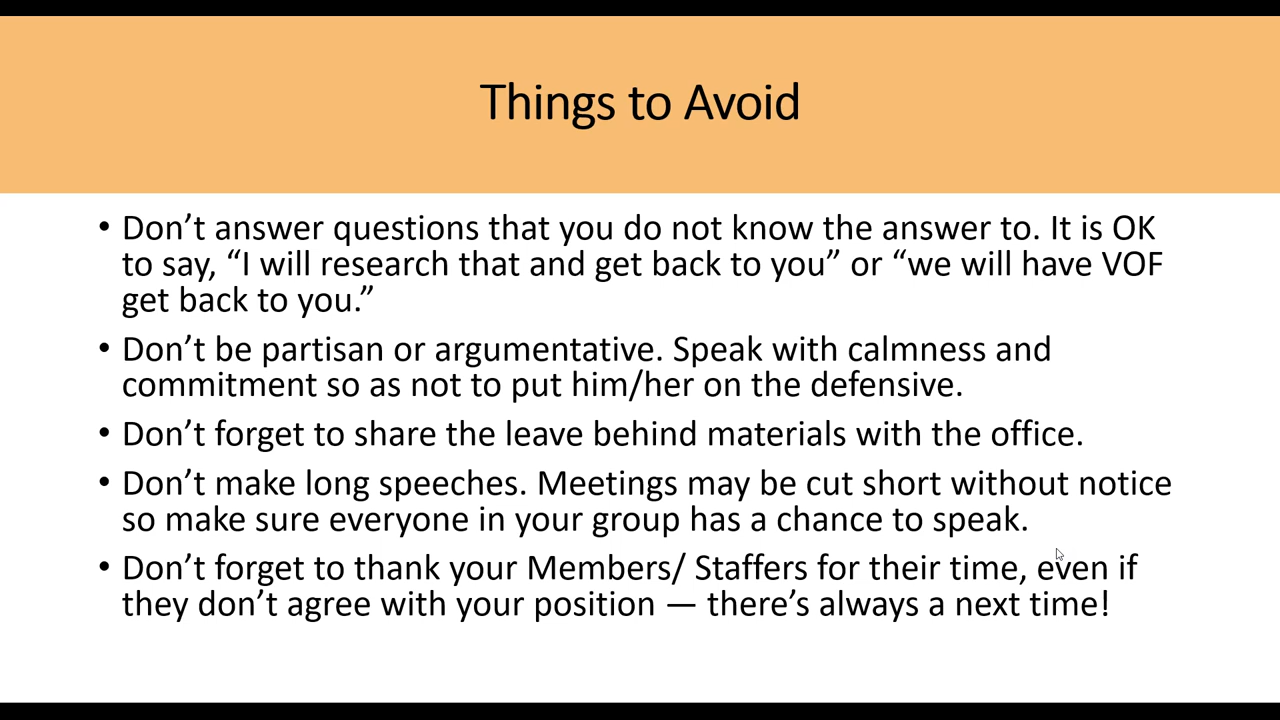 Things to Avoid
• Don’t answer questions that you do not know the answer to. It is OK
to say, “I will research that and get back to you” or “we will have VOF
get back to you.”
• Don’t be partisan or argumentative. Speak with calmness and
commitment so as not to put him/her on the defensive.
• Don’t forget to share the leave behind materials with the office.
• Don’t make long speeches. Meetings may be cut short without notice
so make sure everyone in your group has a chance to speak.
• Don’t forget to thank your Members/ Staffers for their time, even if
they don’t agree with your position — there’s always a next time!